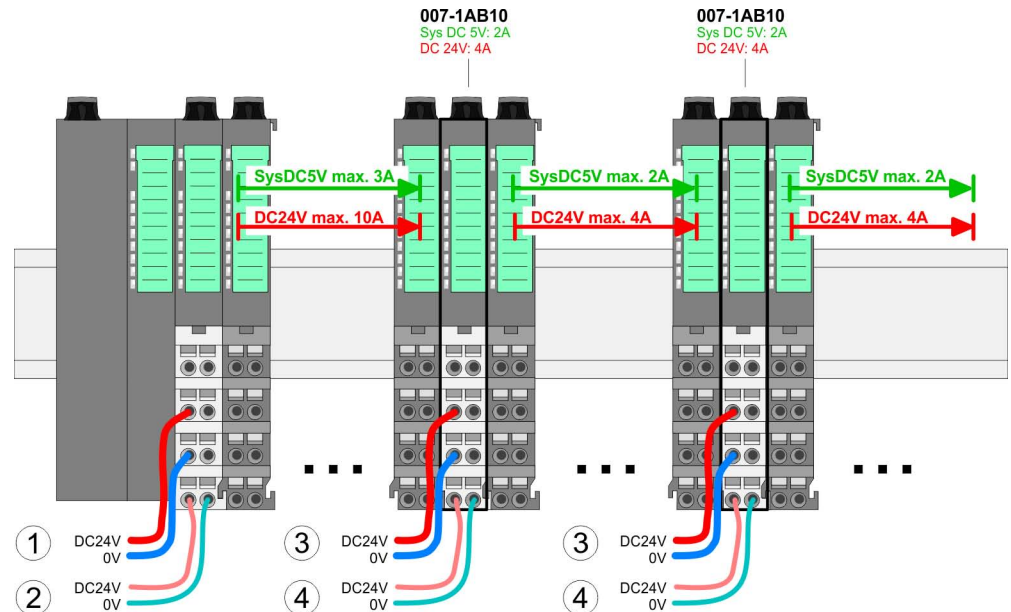 007-1AB10
Sys DC 5V: 2A
DC 24V: 4A
007-1AB10
Sys DC 5V: 2A
DC 24V: 4A
SysDC5V max. 3A
SysDC5V max. 2A
SysDC5V max. 2A
DC24V max. 10A
DC24V max. 4A
DC24V max. 4A
1 DC24V
0V
2 DC24V
0V
3 DC24V
0V
4 DC24V
0V
3 DC24V
0V
4 DC24V
0V